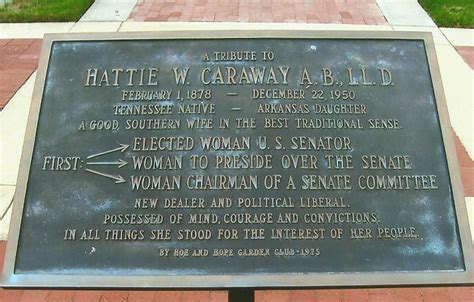 A TRIBUTE TO
HATTIE W. CARAWAY A.B., LL.D.
FEBRUARY 1, 1878 — DECEMBER 22, 1950
TENNESSEE NATIVE — ARKANSAS DAUGHTER
A GOOD, SOUTHERN WIFE IN THE BEST TRADITIONAL SENSE.
ELECTED WOMAN U.S. SENATOR
FIRST: WOMAN TO PRESIDE OVER THE SENATE
WOMAN CHAIRMAN OF A SENATE COMMITTEE
NEW DEALER AND POLITICAL LIBERAL.
POSSESSED OF MIND, COURAGE AND CONVICTIONS.
IN ALL THINGS SHE STOOD FOR THE INTEREST OF HER PEOPLE.
BY HOE AND HOPE GARDEN CLUB-1975